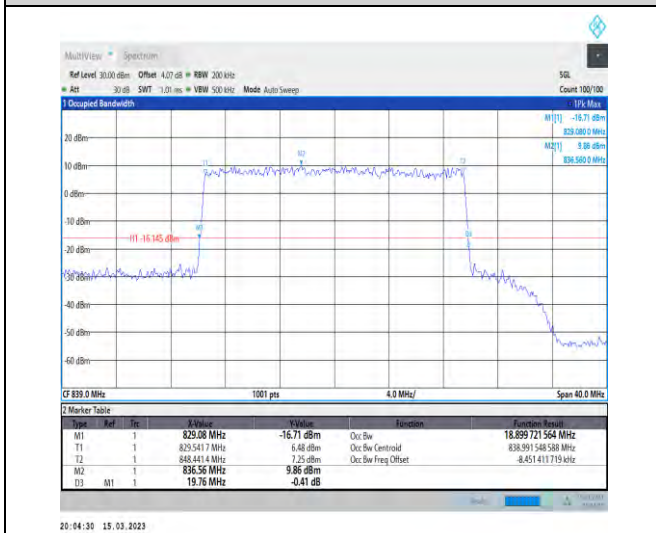 MultiView Spectrum
Ref Level 30.00 dBm Offset 4.07 dB RBW 200 kHz SGL
Att 30 dB SWT 1.01 ms VBW 500 kHz Mode Auto Sweep Count 100/100
1 Occupied Bandwidth 1Pk Max
M1[1] -16.71 dBm
829.080 0 MHz
M2[1] 9.86 dBm
836.560 0 MHz
20 dBm
10 dBm
T1 M2 T2
0 dBm
-10 dBm
M1 D3
H1 -16.145 dBm
-20 dBm
-30 dBm
-40 dBm
-50 dBm
-60 dBm
CF 839.0 MHz 1001 pts 4.0 MHz/ Span 40.0 MHz
2 Marker Table
Type Ref Trc X-Value Y-Value Function Function Result
M1 1 829.08 MHz -16.71 dBm Occ Bw 18.899 721 564 MHz
T1 1 829.541 7 MHz 6.48 dBm Occ Bw Centroid 838.991 548 588 MHz
T2 1 848.441 4 MHz 7.25 dBm Occ Bw Freq Offset -8.451 411 719 kHz
M2 1 836.56 MHz 9.86 dBm
D3 M1 1 19.76 MHz -0.41 dB
Ready
20:04:30 15.03.2023